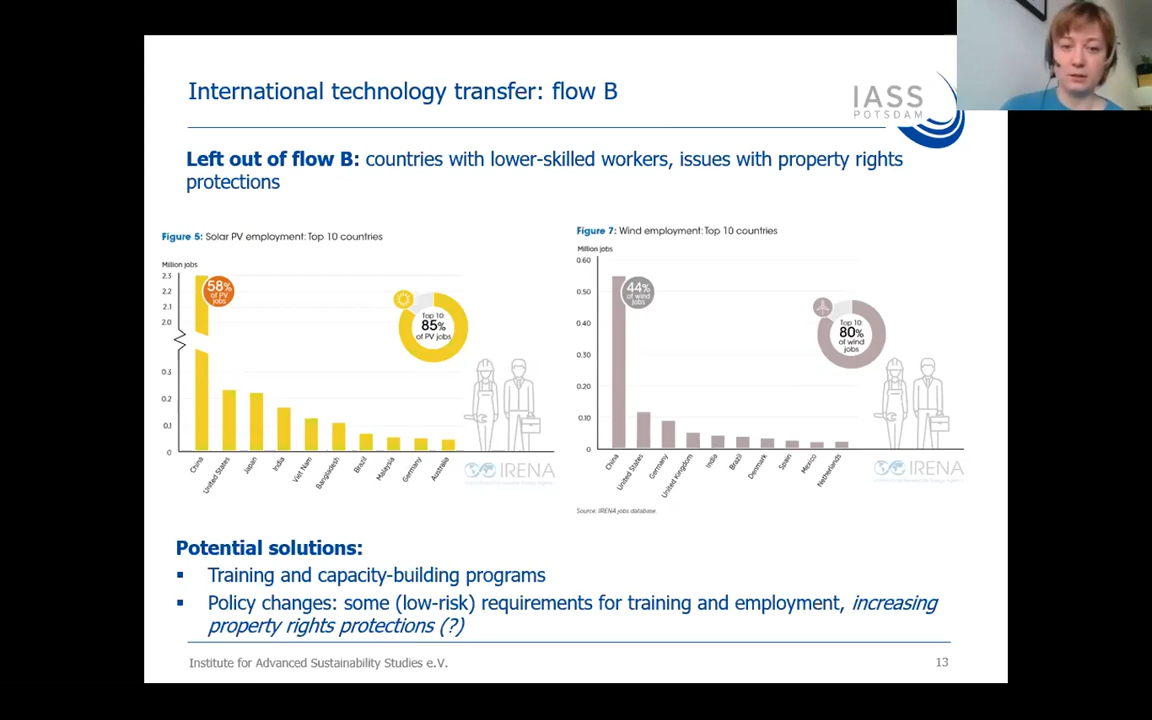 International technology transfer: flow B
IASS
POTSDAM
Left out of flow B: countries with lower-skilled workers, issues with property rights
protections
Figure 5: Solar PV employment: Top 10 countries
Million jobs
2.3
2.2
2.1
2.0
0.3
0.2
0.1
0
58%
of PV
jobs
Top 10:
85%
of PV jobs
China
United States
Japan
India
Viet Nam
Bangladesh
Brazil
Malaysia
Germany
Australia
IRENA
Figure 7: Wind employment: Top 10 countries
Million jobs
0.60
0.50
0.40
0.30
0.20
0.10
0
44%
of wind
jobs
Top 10:
80%
of wind
jobs
China
United States
Germany
United Kingdom
India
Brazil
Denmark
Spain
Mexico
Netherlands
IRENA
Source: IRENA jobs database.
Potential solutions:
▪ Training and capacity-building programs
▪ Policy changes: some (low-risk) requirements for training and employment, increasing
property rights protections (?)
Institute for Advanced Sustainability Studies e.V.
13